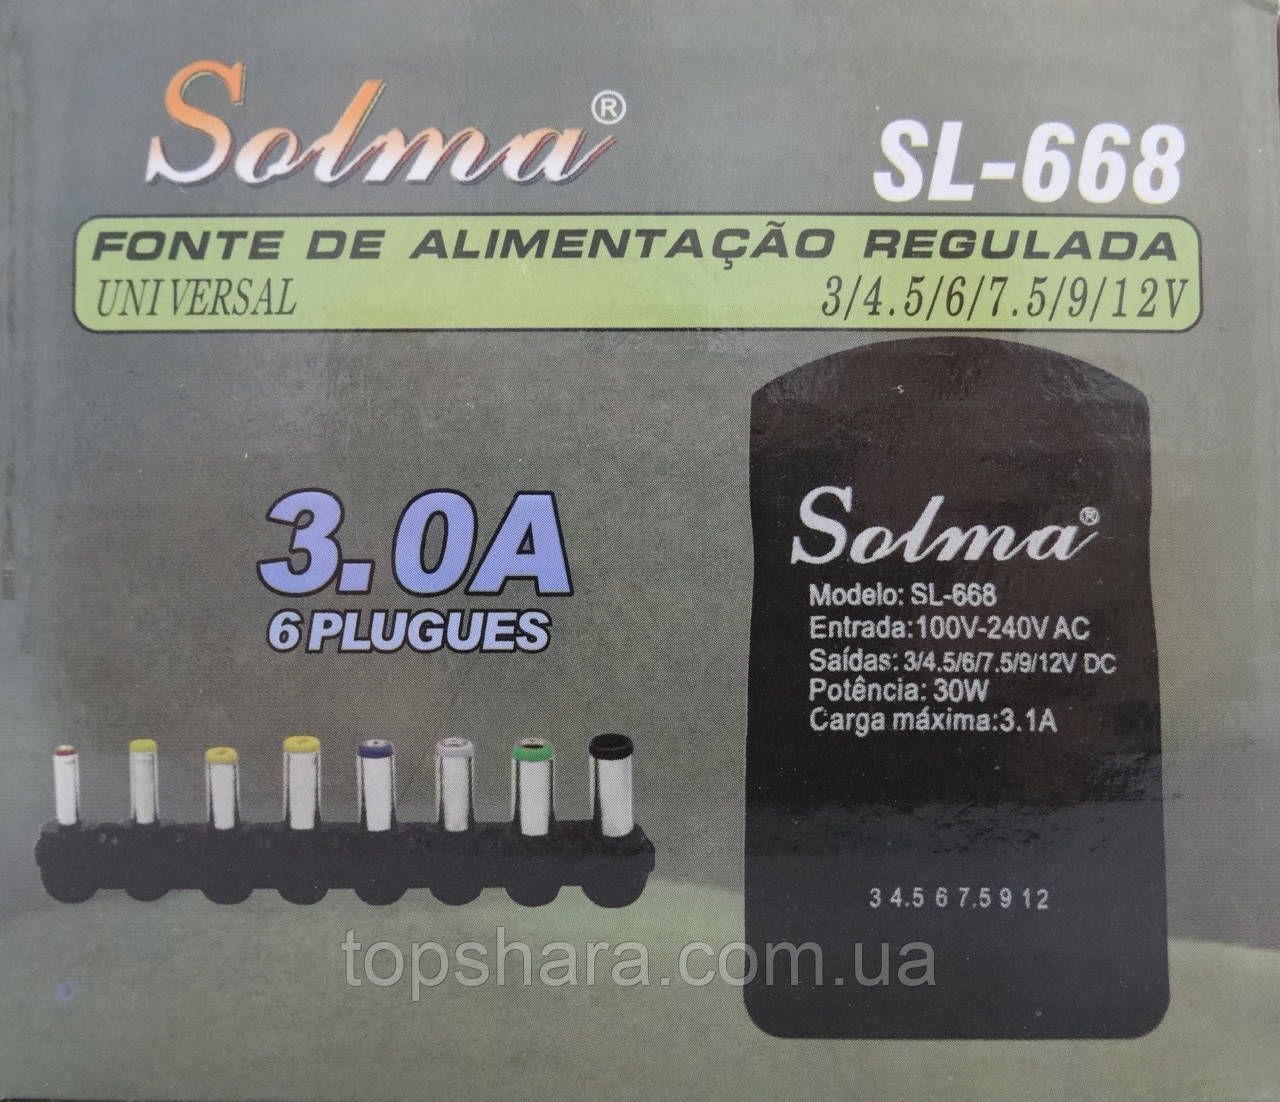 Solma®
SL-668
FONTE DE ALIMENTAÇÃO REGULADA
UNIVERSAL 3/4.5/6/7.5/9/12V
3.0A
6 PLUGUES
Solma®
Modelo: SL-668
Entrada:100V-240V AC
Saídas: 3/4.5/6/7.5/9/12V DC
Potência: 30W
Carga máxima:3.1A
3 4.5 6 7.5 9 12
topshara.com.ua